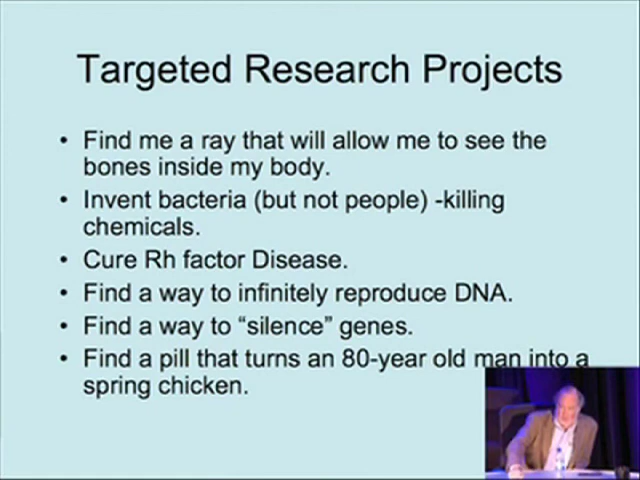 Targeted Research Projects
• Find me a ray that will allow me to see the
bones inside my body.
• Invent bacteria (but not people) -killing
chemicals.
• Cure Rh factor Disease.
• Find a way to infinitely reproduce DNA.
• Find a way to “silence” genes.
• Find a pill that turns an 80-year old man into a
spring chicken.